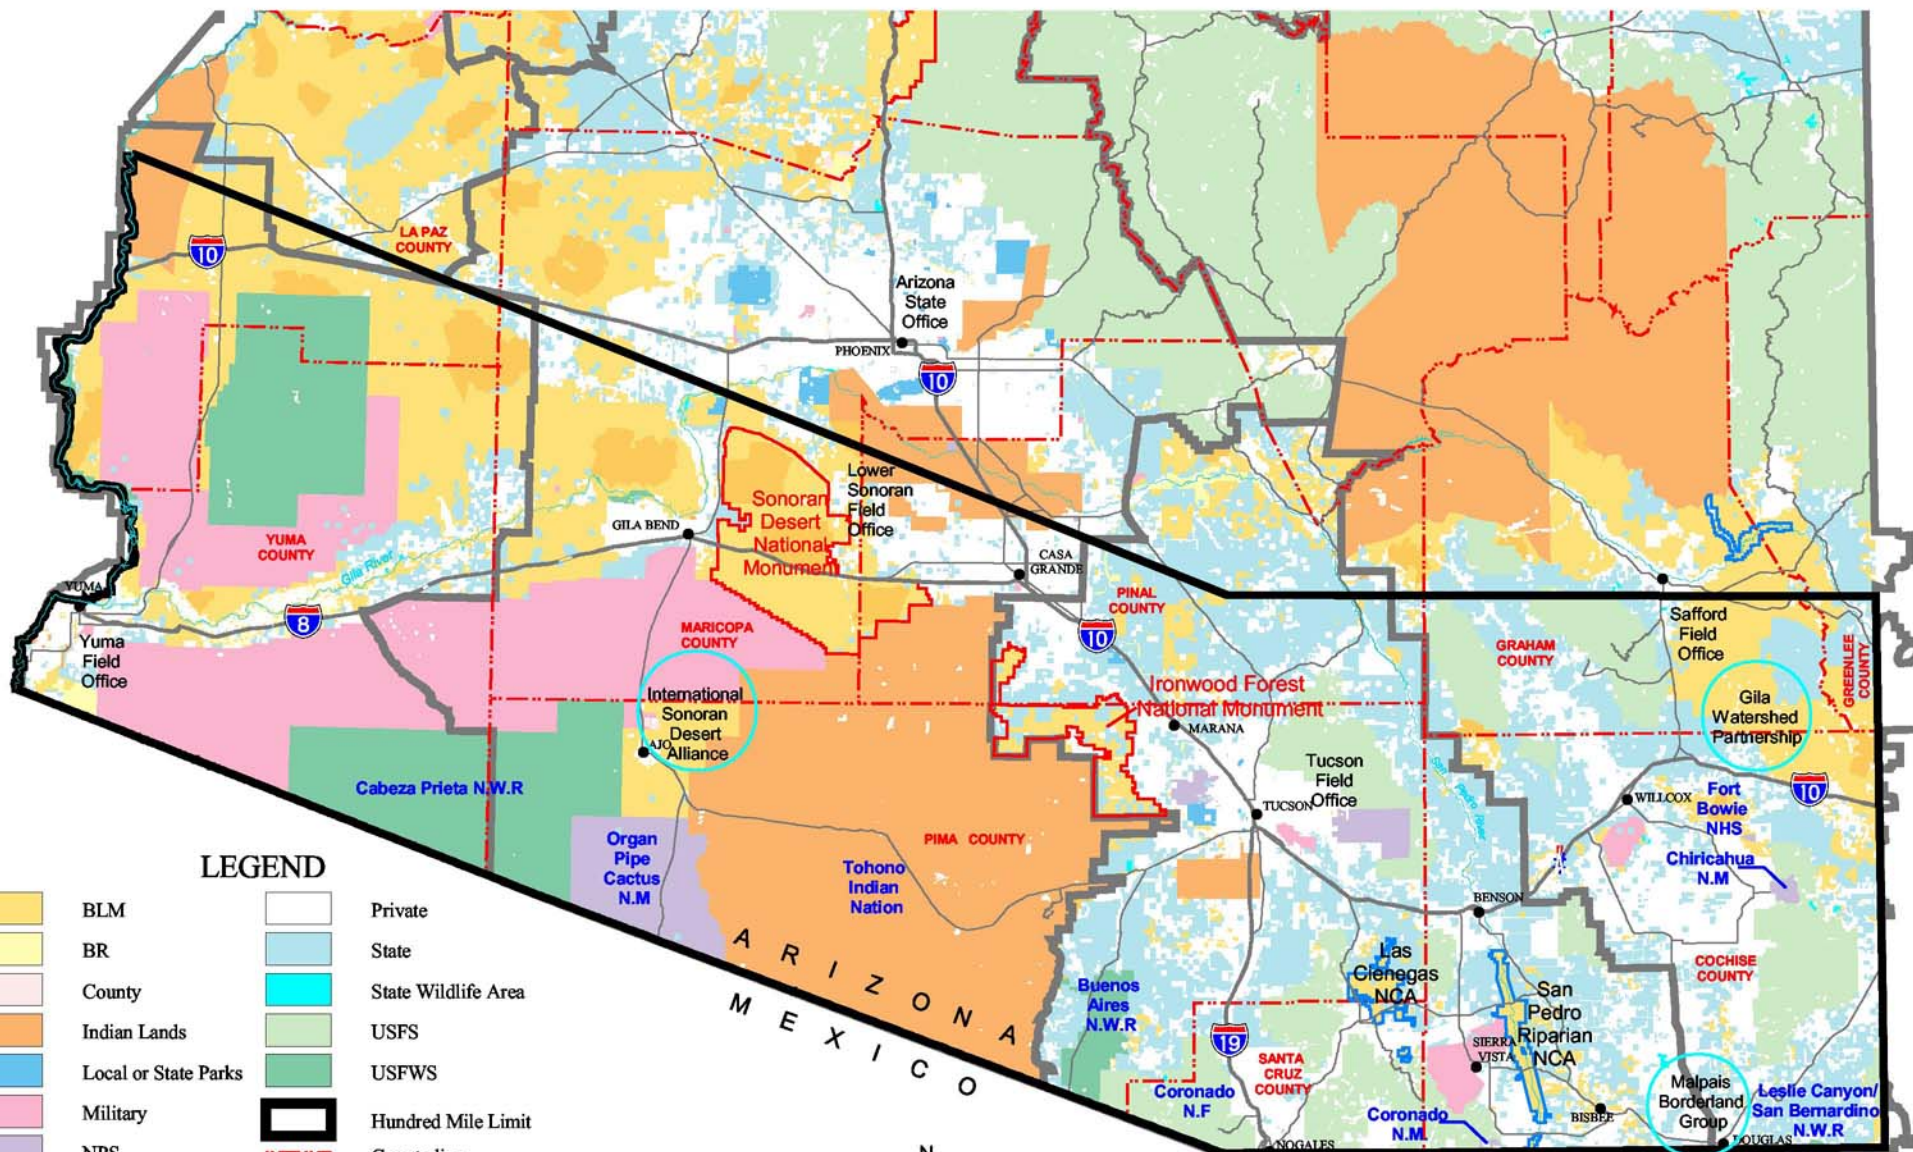 LA PAZ
COUNTY
10
Arizona
State
Office
PHOENIX
10
Lower
Sonoran
Field
Office
Sonoran
Desert
National
Monument
GILA BEND
YUMA
COUNTY
Gila River
CASA
GRANDE
YUMA
Yuma
Field
Office
8
MARICOPA
COUNTY
PINAL
COUNTY
10
Safford
Field
Office
GRAHAM
COUNTY
GREENLEE
COUNTY
International
Sonoran
Desert
Alliance
AJO
Ironwood Forest
National Monument
MARANA
Gila
Watershed
Partnership
Cabeza Prieta N.W.R
Tucson
Field
Office
TUCSON
San Pedro River
WILLCOX
Fort
Bowie
NHS
10
Organ
Pipe
Cactus
N.M
Tohono
Indian
Nation
PIMA COUNTY
Chiricahua
N.M
BENSON
ARIZONA
MEXICO
Buenos
Aires
N.W.R
Las
Cienegas
NCA
San
Pedro
Riparian
NCA
COCHISE
COUNTY
19
SANTA
CRUZ
COUNTY
SIERRA
VISTA
Coronado
N.F
Coronado
N.M.
BISBEE
Malpais
Borderland
Group
Leslie Canyon/
San Bernardino
N.W.R
NOGALES
DOUGLAS
N
LEGEND
BLM
BR
County
Indian Lands
Local or State Parks
Military
NPS
Private
State
State Wildlife Area
USFS
USFWS
Hundred Mile Limit